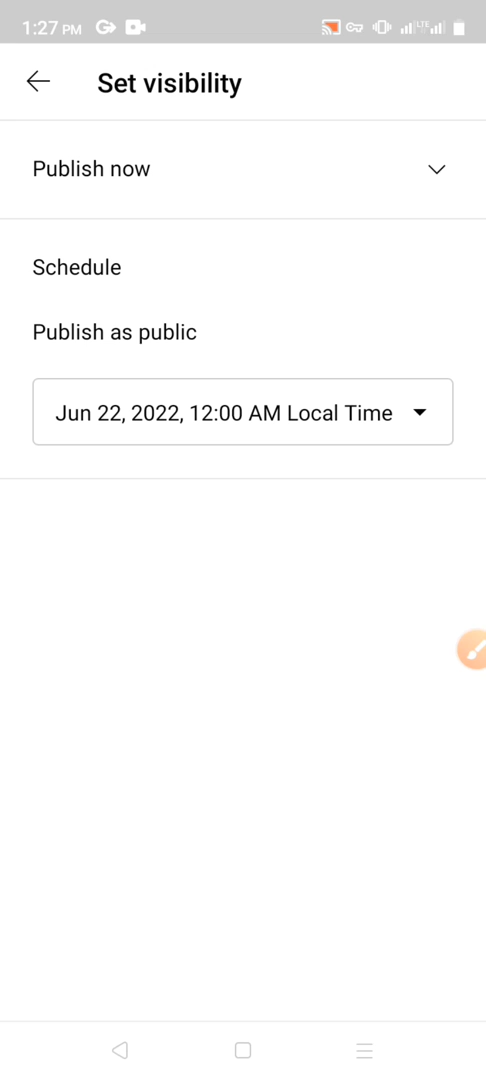 1:27 PM
LTE
Set visibility
Publish now
Schedule
Publish as public
Jun 22, 2022, 12:00 AM Local Time